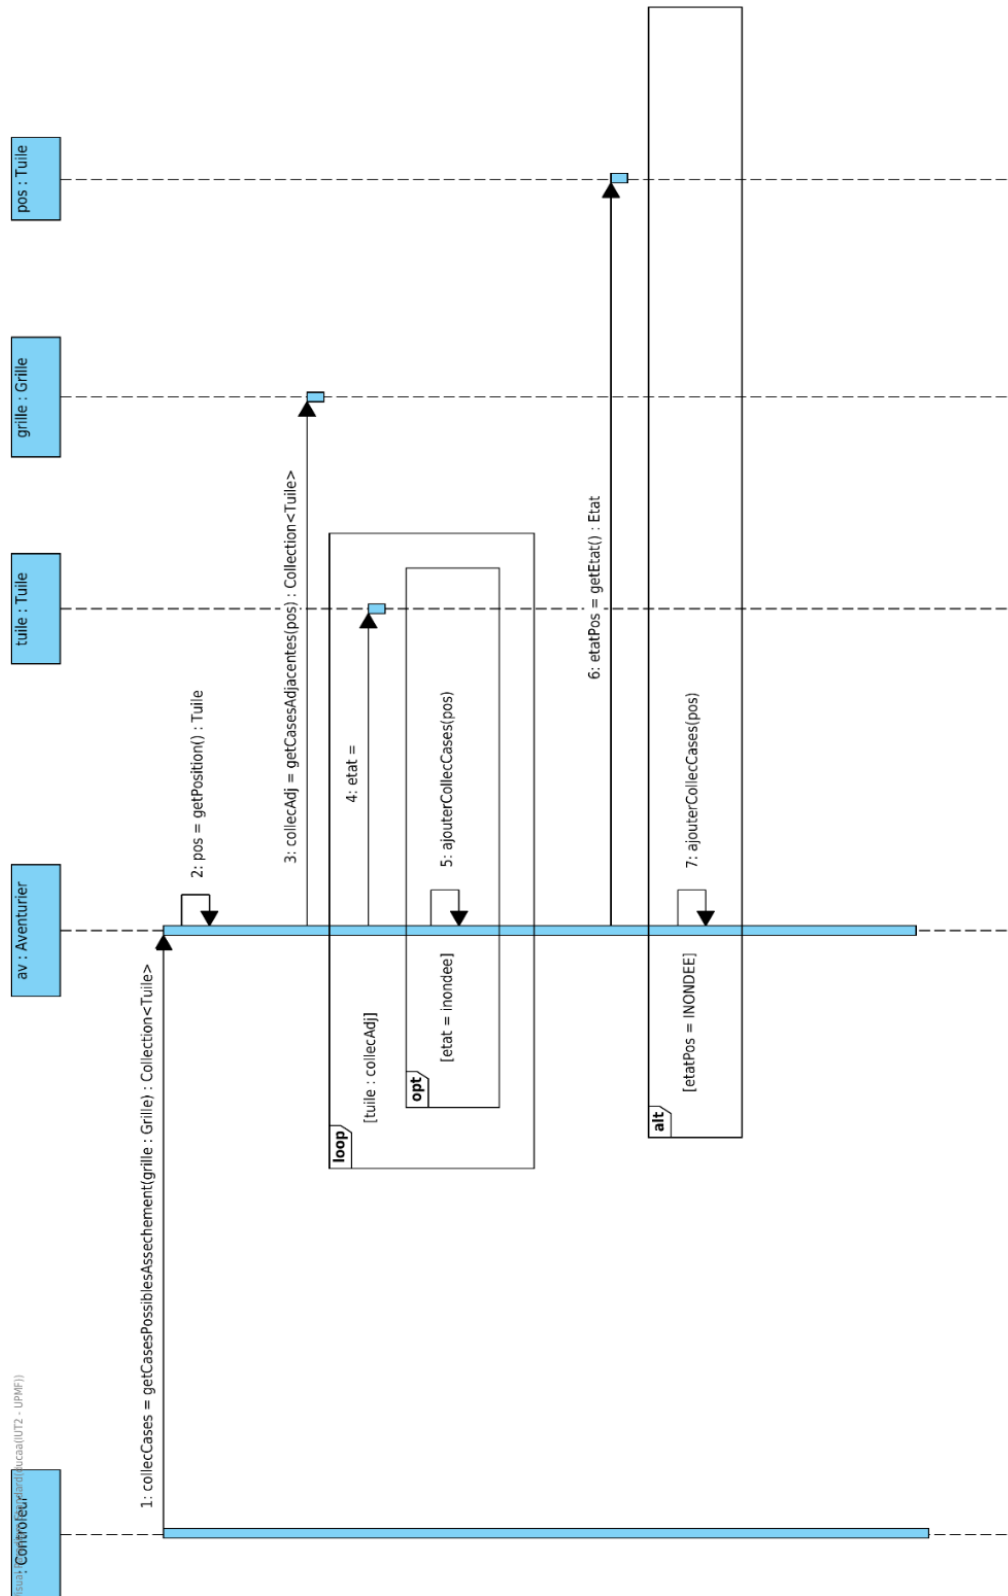 : Controleur
av : Aventurier
tuile : Tuile
grille : Grille
pos : Tuile
1: collecCases = getCasesPossiblesAssechement(grille : Grille) : Collection<Tuile>
2: pos = getPosition() : Tuile
3: collecAdj = getCasesAdjacentes(pos) : Collection<Tuile>
loop
[tuile : collecAdj]
4: etat =
opt
[etat = inondee]
5: ajouterCollecCases(pos)
6: etatPos = getEtat() : Etat
alt
[etatPos = INONDEE]
7: ajouterCollecCases(pos)
(IUT2 - UPMF))